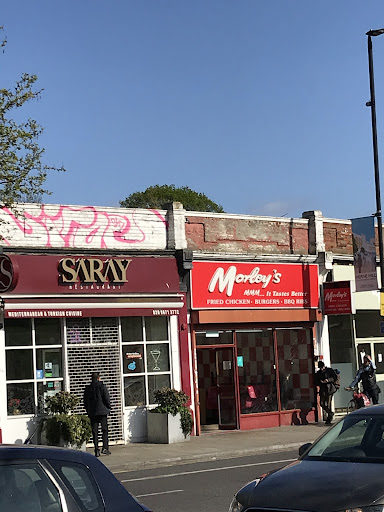 S
SARAY
RESTAURANT
MEDITERRANEAN & TURKISH CUISINE
Morley's
MMM... It Tastes Better
FRIED CHICKEN • BURGERS • BBQ RIBS
Morley's